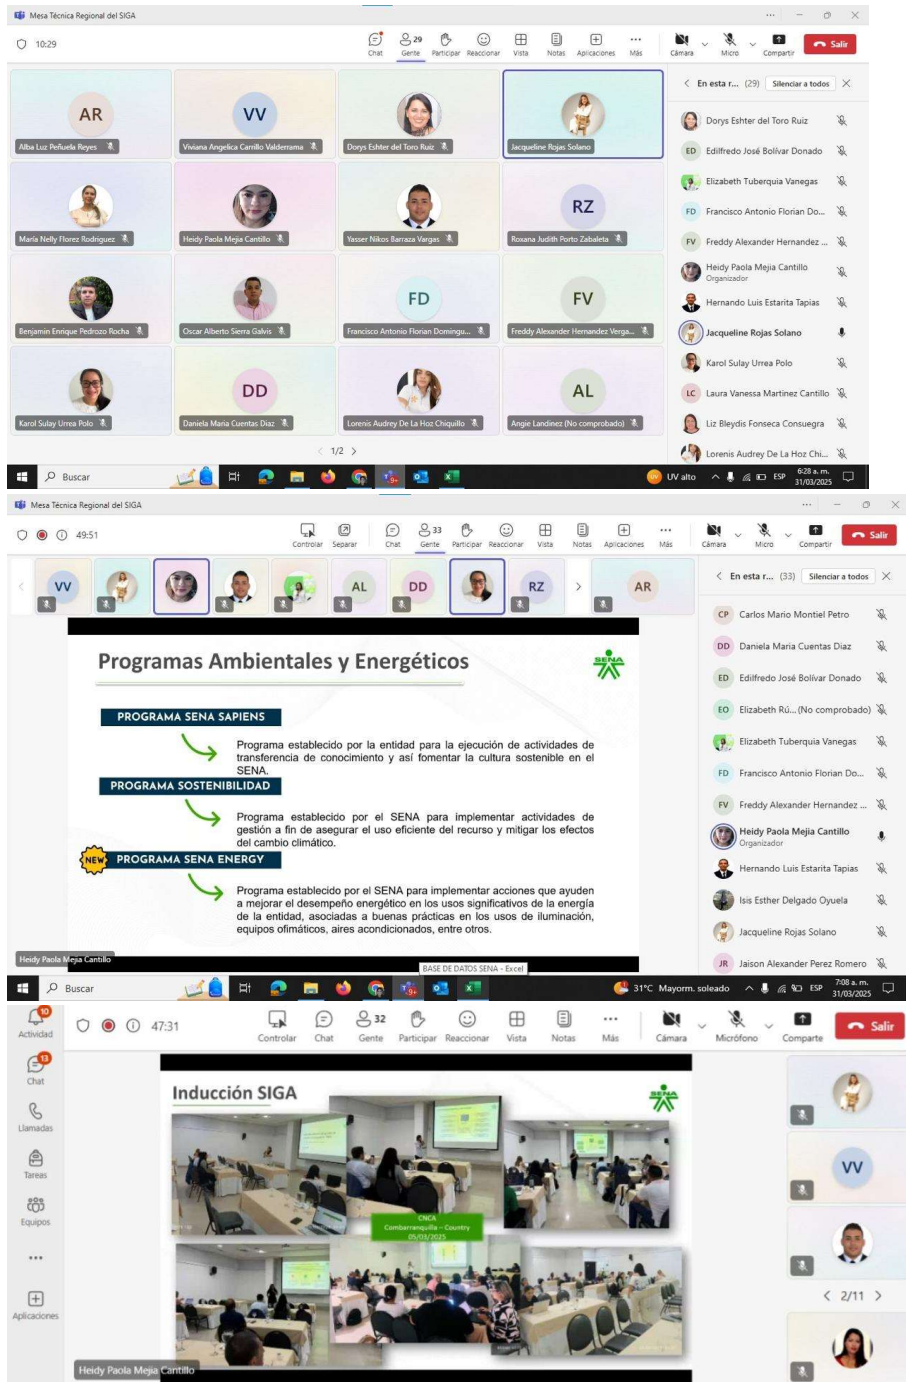 Mesa Técnica Regional del SIGA
10:29
Chat
29
Gente
Participar
Reaccionar
Vista
Notas
Aplicaciones
Más
Cámara
Micro
Compartir
Salir
En esta r... (29)
Silenciar a todos
AR
Alba Luz Peñuela Reyes
VV
Viviana Angelica Carrillo Valderrama
Dorys Eshter del Toro Ruiz
Jacqueline Rojas Solano
María Nelly Florez Rodriguez
Heidy Paola Mejia Cantillo
Yasser Nikos Barraza Vargas
RZ
Roxana Judith Porto Zabaleta
Benjamin Enrique Pedrozo Rocha
Oscar Alberto Sierra Galvis
FD
Francisco Antonio Florian Domingu...
FV
Freddy Alexander Hernandez Verga...
Karol Sulay Urrea Polo
DD
Daniela Maria Cuentas Diaz
Lorenis Audrey De La Hoz Chiquillo
AL
Angie Landinez (No comprobado)
1/2
Dorys Eshter del Toro Ruiz
ED Edilfredo José Bolívar Donado
Elizabeth Tuberquia Vanegas
FD Francisco Antonio Florian Do...
FV Freddy Alexander Hernandez ...
Heidy Paola Mejia Cantillo
Organizador
Hernando Luis Estarita Tapias
Jacqueline Rojas Solano
Karol Sulay Urrea Polo
LC Laura Vanessa Martinez Cantillo
Liz Bleydis Fonseca Consuegra
Lorenis Audrey De La Hoz Chi...
Buscar
UV alto
ESP
6:28 a. m.
31/03/2025
Mesa Técnica Regional del SIGA
49:51
Controlar
Separar
Chat
33
Gente
Participar
Reaccionar
Vista
Notas
Aplicaciones
Más
Cámara
Micro
Compartir
Salir
VV
AL
DD
RZ
AR
En esta r... (33)
Silenciar a todos
Programas Ambientales y Energéticos
SENA
PROGRAMA SENA SAPIENS
Programa establecido por la entidad para la ejecución de actividades de
transferencia de conocimiento y así fomentar la cultura sostenible en el
SENA.
PROGRAMA SOSTENIBILIDAD
Programa establecido por el SENA para implementar actividades de
gestión a fin de asegurar el uso eficiente del recurso y mitigar los efectos
del cambio climático.
NEW
PROGRAMA SENA ENERGY
Programa establecido por el SENA para implementar acciones que ayuden
a mejorar el desempeño energético en los usos significativos de la energía
de la entidad, asociadas a buenas prácticas en los usos de iluminación,
equipos ofimáticos, aires acondicionados, entre otros.
Heidy Paola Mejia Cantillo
BASE DE DATOS SENA - Excel
CP Carlos Mario Montiel Petro
DD Daniela Maria Cuentas Diaz
ED Edilfredo José Bolívar Donado
EO Elizabeth Rú... (No comprobado)
Elizabeth Tuberquia Vanegas
FD Francisco Antonio Florian Do...
FV Freddy Alexander Hernandez ...
Heidy Paola Mejia Cantillo
Organizador
Hernando Luis Estarita Tapias
Isis Esther Delgado Oyuela
Jacqueline Rojas Solano
JR Jaison Alexander Perez Romero
Buscar
31°C Mayorm. soleado
ESP
7:08 a. m.
31/03/2025
10
Actividad
13
Chat
Llamadas
Tareas
Equipos
Aplicaciones
47:31
Controlar
Chat
32
Gente
Participar
Reaccionar
Vista
Notas
Más
Cámara
Micrófono
Comparte
Salir
Inducción SIGA
SENA
CNCA
Combarranquilla – Country
05/03/2025
Heidy Paola Mejia Cantillo
VV
2/11